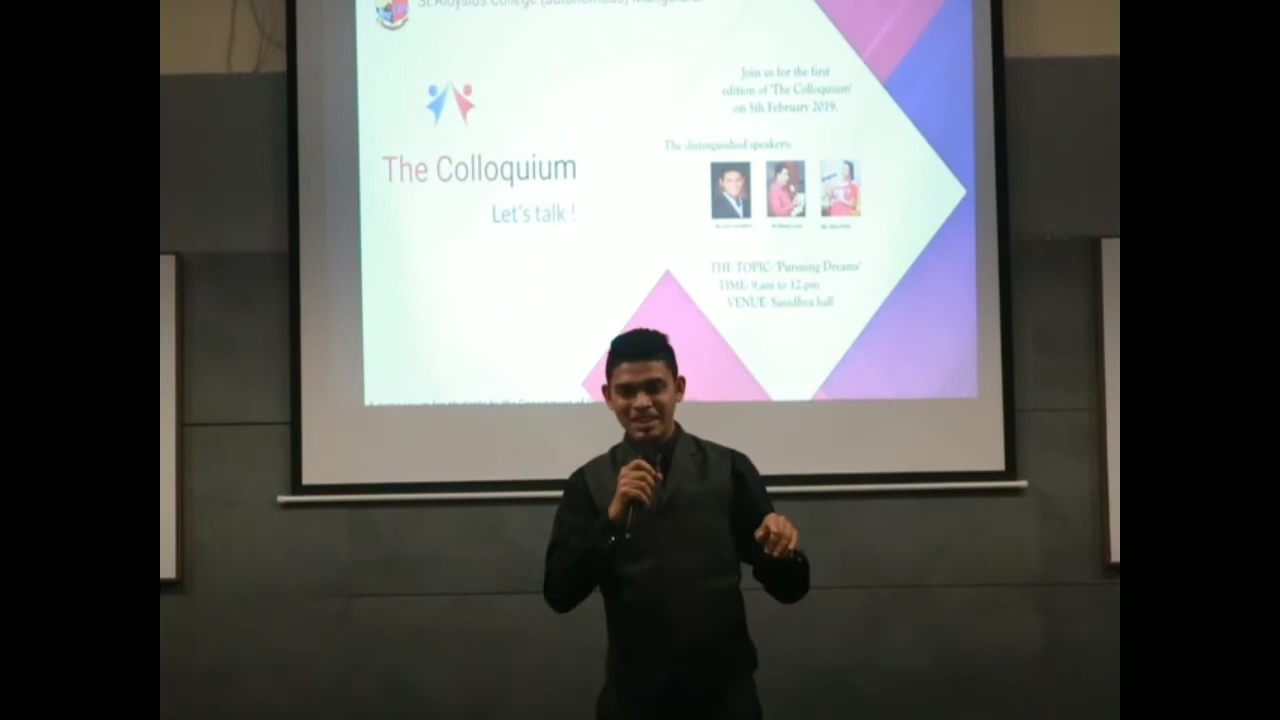 St.Aloysius College (autonomous) Mangaluru
Join us for the first
edition of 'The Colloquium'
on 5th February 2019.
The distinguished speakers:
The Colloquium
Let's talk !
THE TOPIC- 'Pursuing Dreams'
TIME- 9.am to 12.pm
VENUE- Sanidhya hall